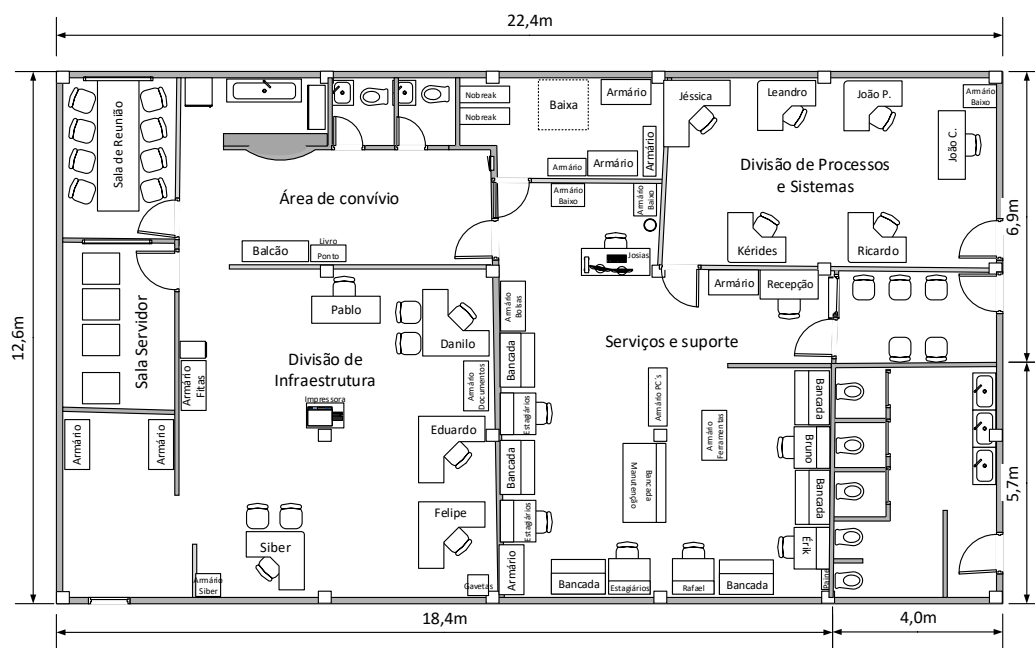 22,4m
Sala de Reunião
Nobreak
Nobreak
Baixa
Armário
Jéssica
Leandro
João P.
Armário
Baixo
João C.
Armário
Armário
Armário
Divisão de Processos
e Sistemas
Área de convívio
Armário
Baixo
Armário
Baixo
Balcão
Livro
Ponto
Josias
Kérides
Ricardo
6,9m
12,6m
Sala Servidor
Pablo
Danilo
Armário
Bolsas
Armário
Recepção
Serviços e suporte
Divisão de
Infraestrutura
Armário
Fitas
Impressora
Armário
Documentos
Bancada
Armário PC's
Bancada
Armário
Armário
Eduardo
Estagiários
Armário
Ferramentas
Bruno
Bancada
Bancada
Manutenção
Bancada
5,7m
Felipe
Estagiários
Siber
Érik
Armário
Siber
Gavetas
Armário
Bancada
Estagiários
Rafael
Bancada
18,4m
4,0m